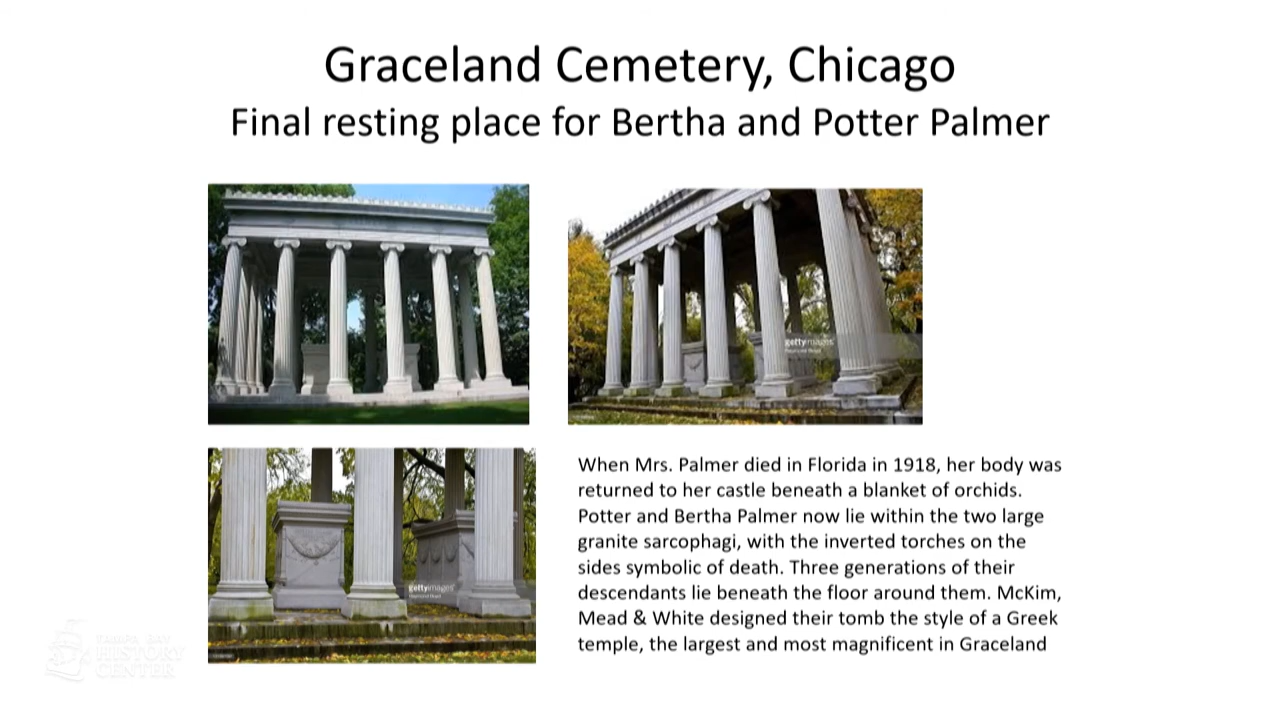 Graceland Cemetery, Chicago
Final resting place for Bertha and Potter Palmer
gettyimages
gettyimages
When Mrs. Palmer died in Florida in 1918, her body was
returned to her castle beneath a blanket of orchids.
Potter and Bertha Palmer now lie within the two large
granite sarcophagi, with the inverted torches on the
sides symbolic of death. Three generations of their
descendants lie beneath the floor around them. McKim,
Mead & White designed their tomb the style of a Greek
temple, the largest and most magnificent in Graceland
TAMPA BAY
HISTORY
CENTER